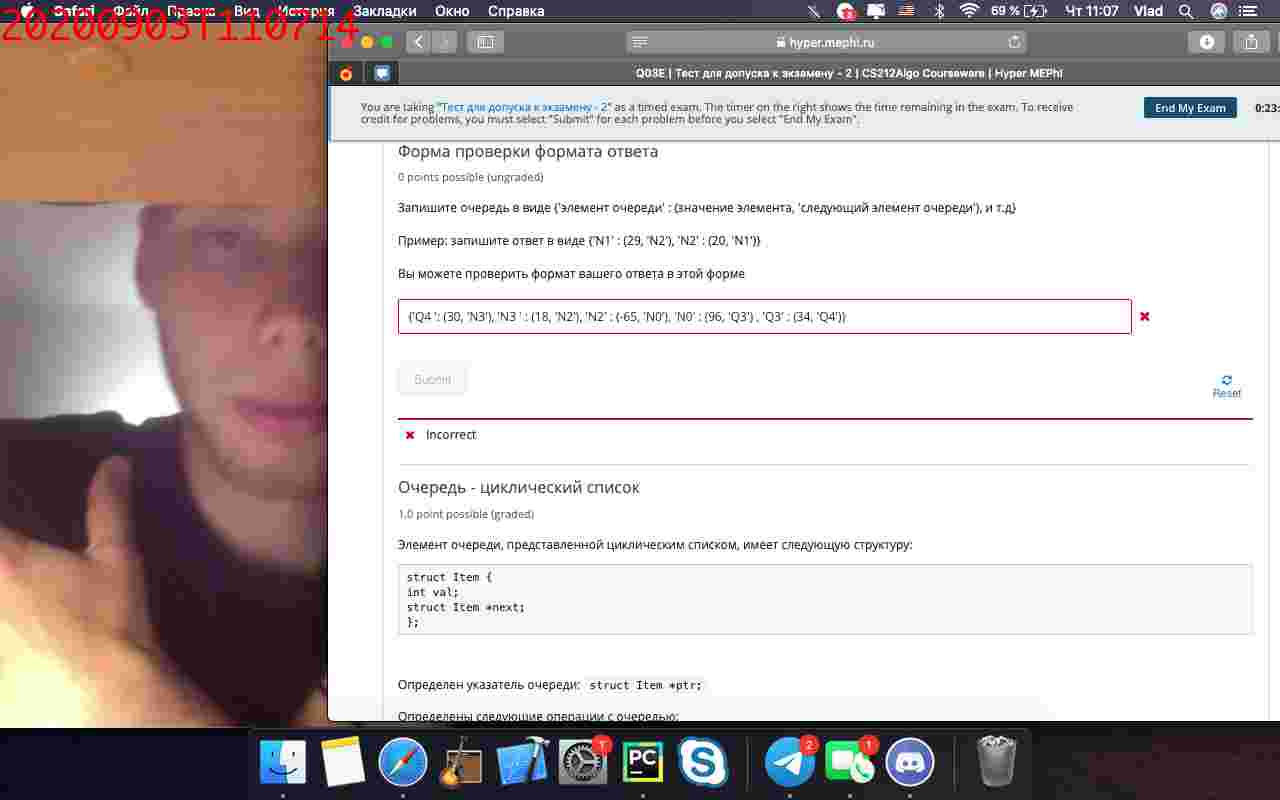 Safari Файл Правка Вид История Закладки Окно Справка 69 % Чт 11:07 Vlad
20200903T110714
hyper.mephi.ru
Q03E | Тест для допуска к экзамену - 2 | CS212Algo Courseware | Hyper MEPhI
You are taking "Тест для допуска к экзамену - 2" as a timed exam. The timer on the right shows the time remaining in the exam. To receive
credit for problems, you must select "Submit" for each problem before you select "End My Exam".
End My Exam
0:23:
Форма проверки формата ответа
0 points possible (ungraded)
Запишите очередь в виде {'элемент очереди' : (значение элемента, 'следующий элемент очереди'), и т.д}
Пример: запишите ответ в виде {'N1' : (29, 'N2'), 'N2' : (20, 'N1')}
Вы можете проверить формат вашего ответа в этой форме
{'Q4 ': (30, 'N3'), 'N3 ' : (18, 'N2'), 'N2' : (-65, 'N0'), 'N0' : (96, 'Q3') , 'Q3' : (34, 'Q4')}
Submit
Reset
Incorrect
Очередь - циклический список
1.0 point possible (graded)
Элемент очереди, представленной циклическим списком, имеет следующую структуру:
struct Item {
int val;
struct Item *next;
};
Определен указатель очереди: struct Item *ptr;
Определены следующие операции с очередью:
1
PC
2
1